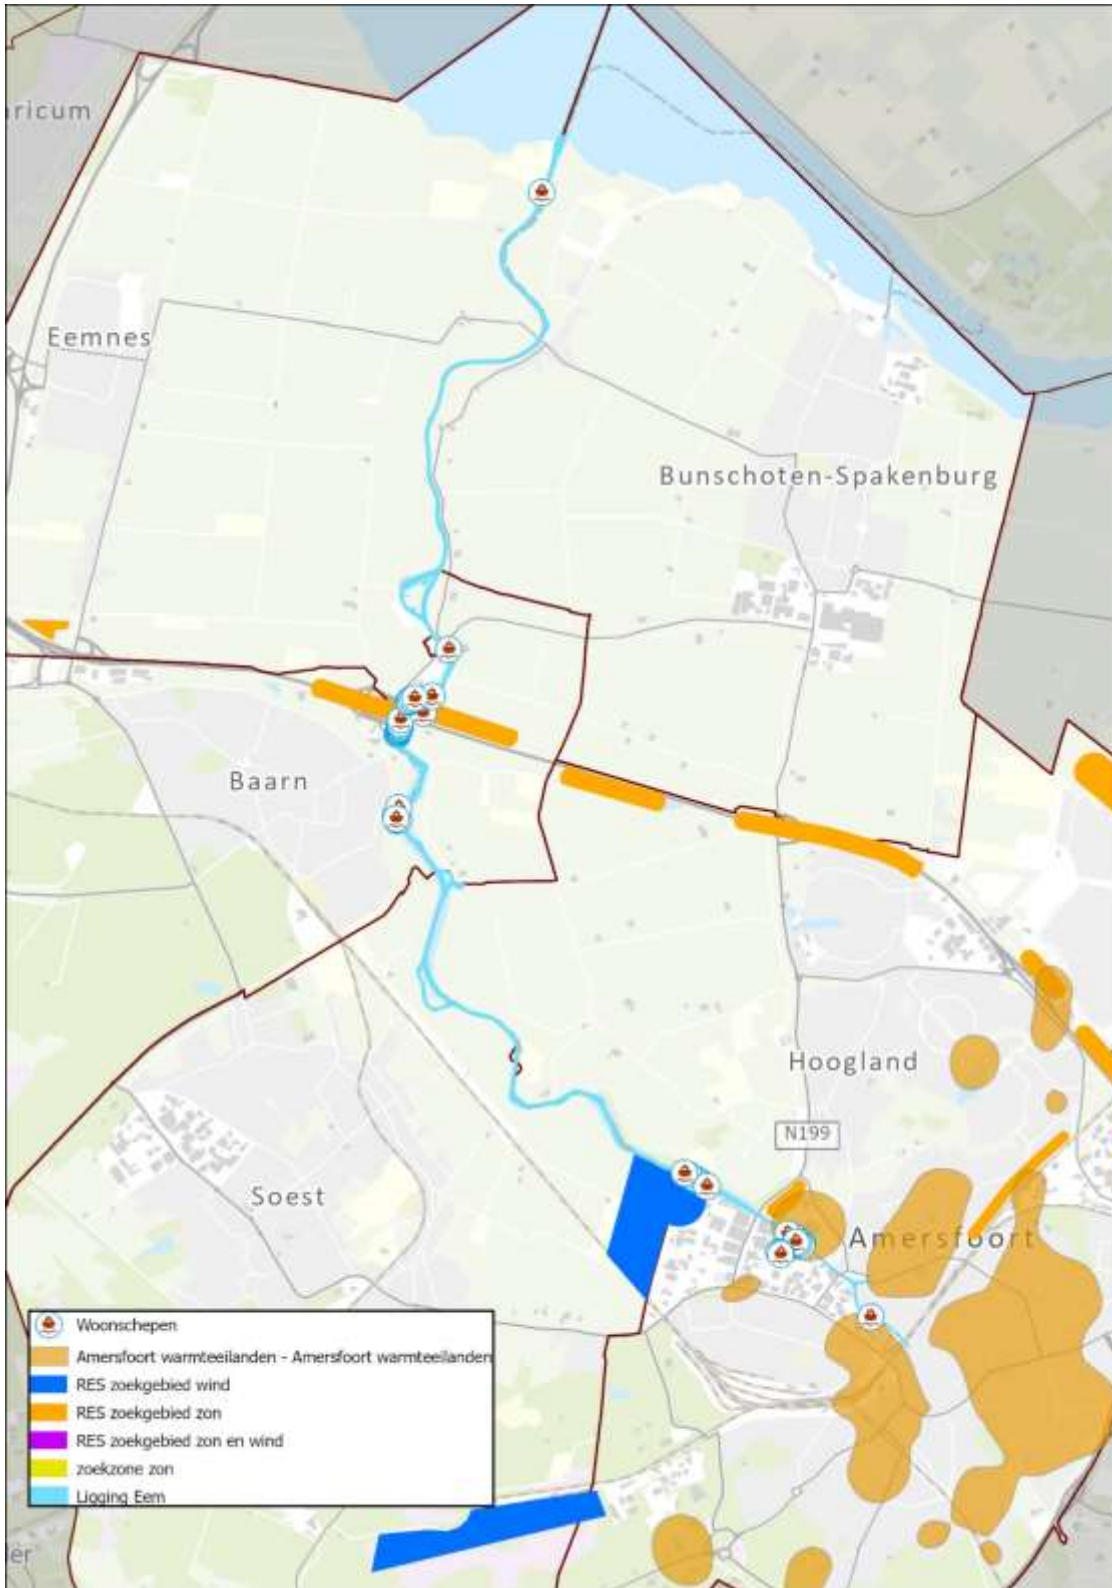 aricum
Eemnes
Bunschoten-Spakenburg
Baarn
Hoogland
N199
Soest
Amersfoort
Woonschepen
Amersfoort warmteeilanden - Amersfoort warmteeilanden
RES zoekgebied wind
RES zoekgebied zon
RES zoekgebied zon en wind
zoekzone zon
Ligging Eem